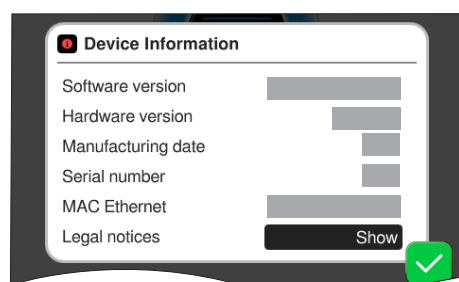 Device Information
Software version
Hardware version
Manufacturing date
Serial number
MAC Ethernet
Legal notices Show